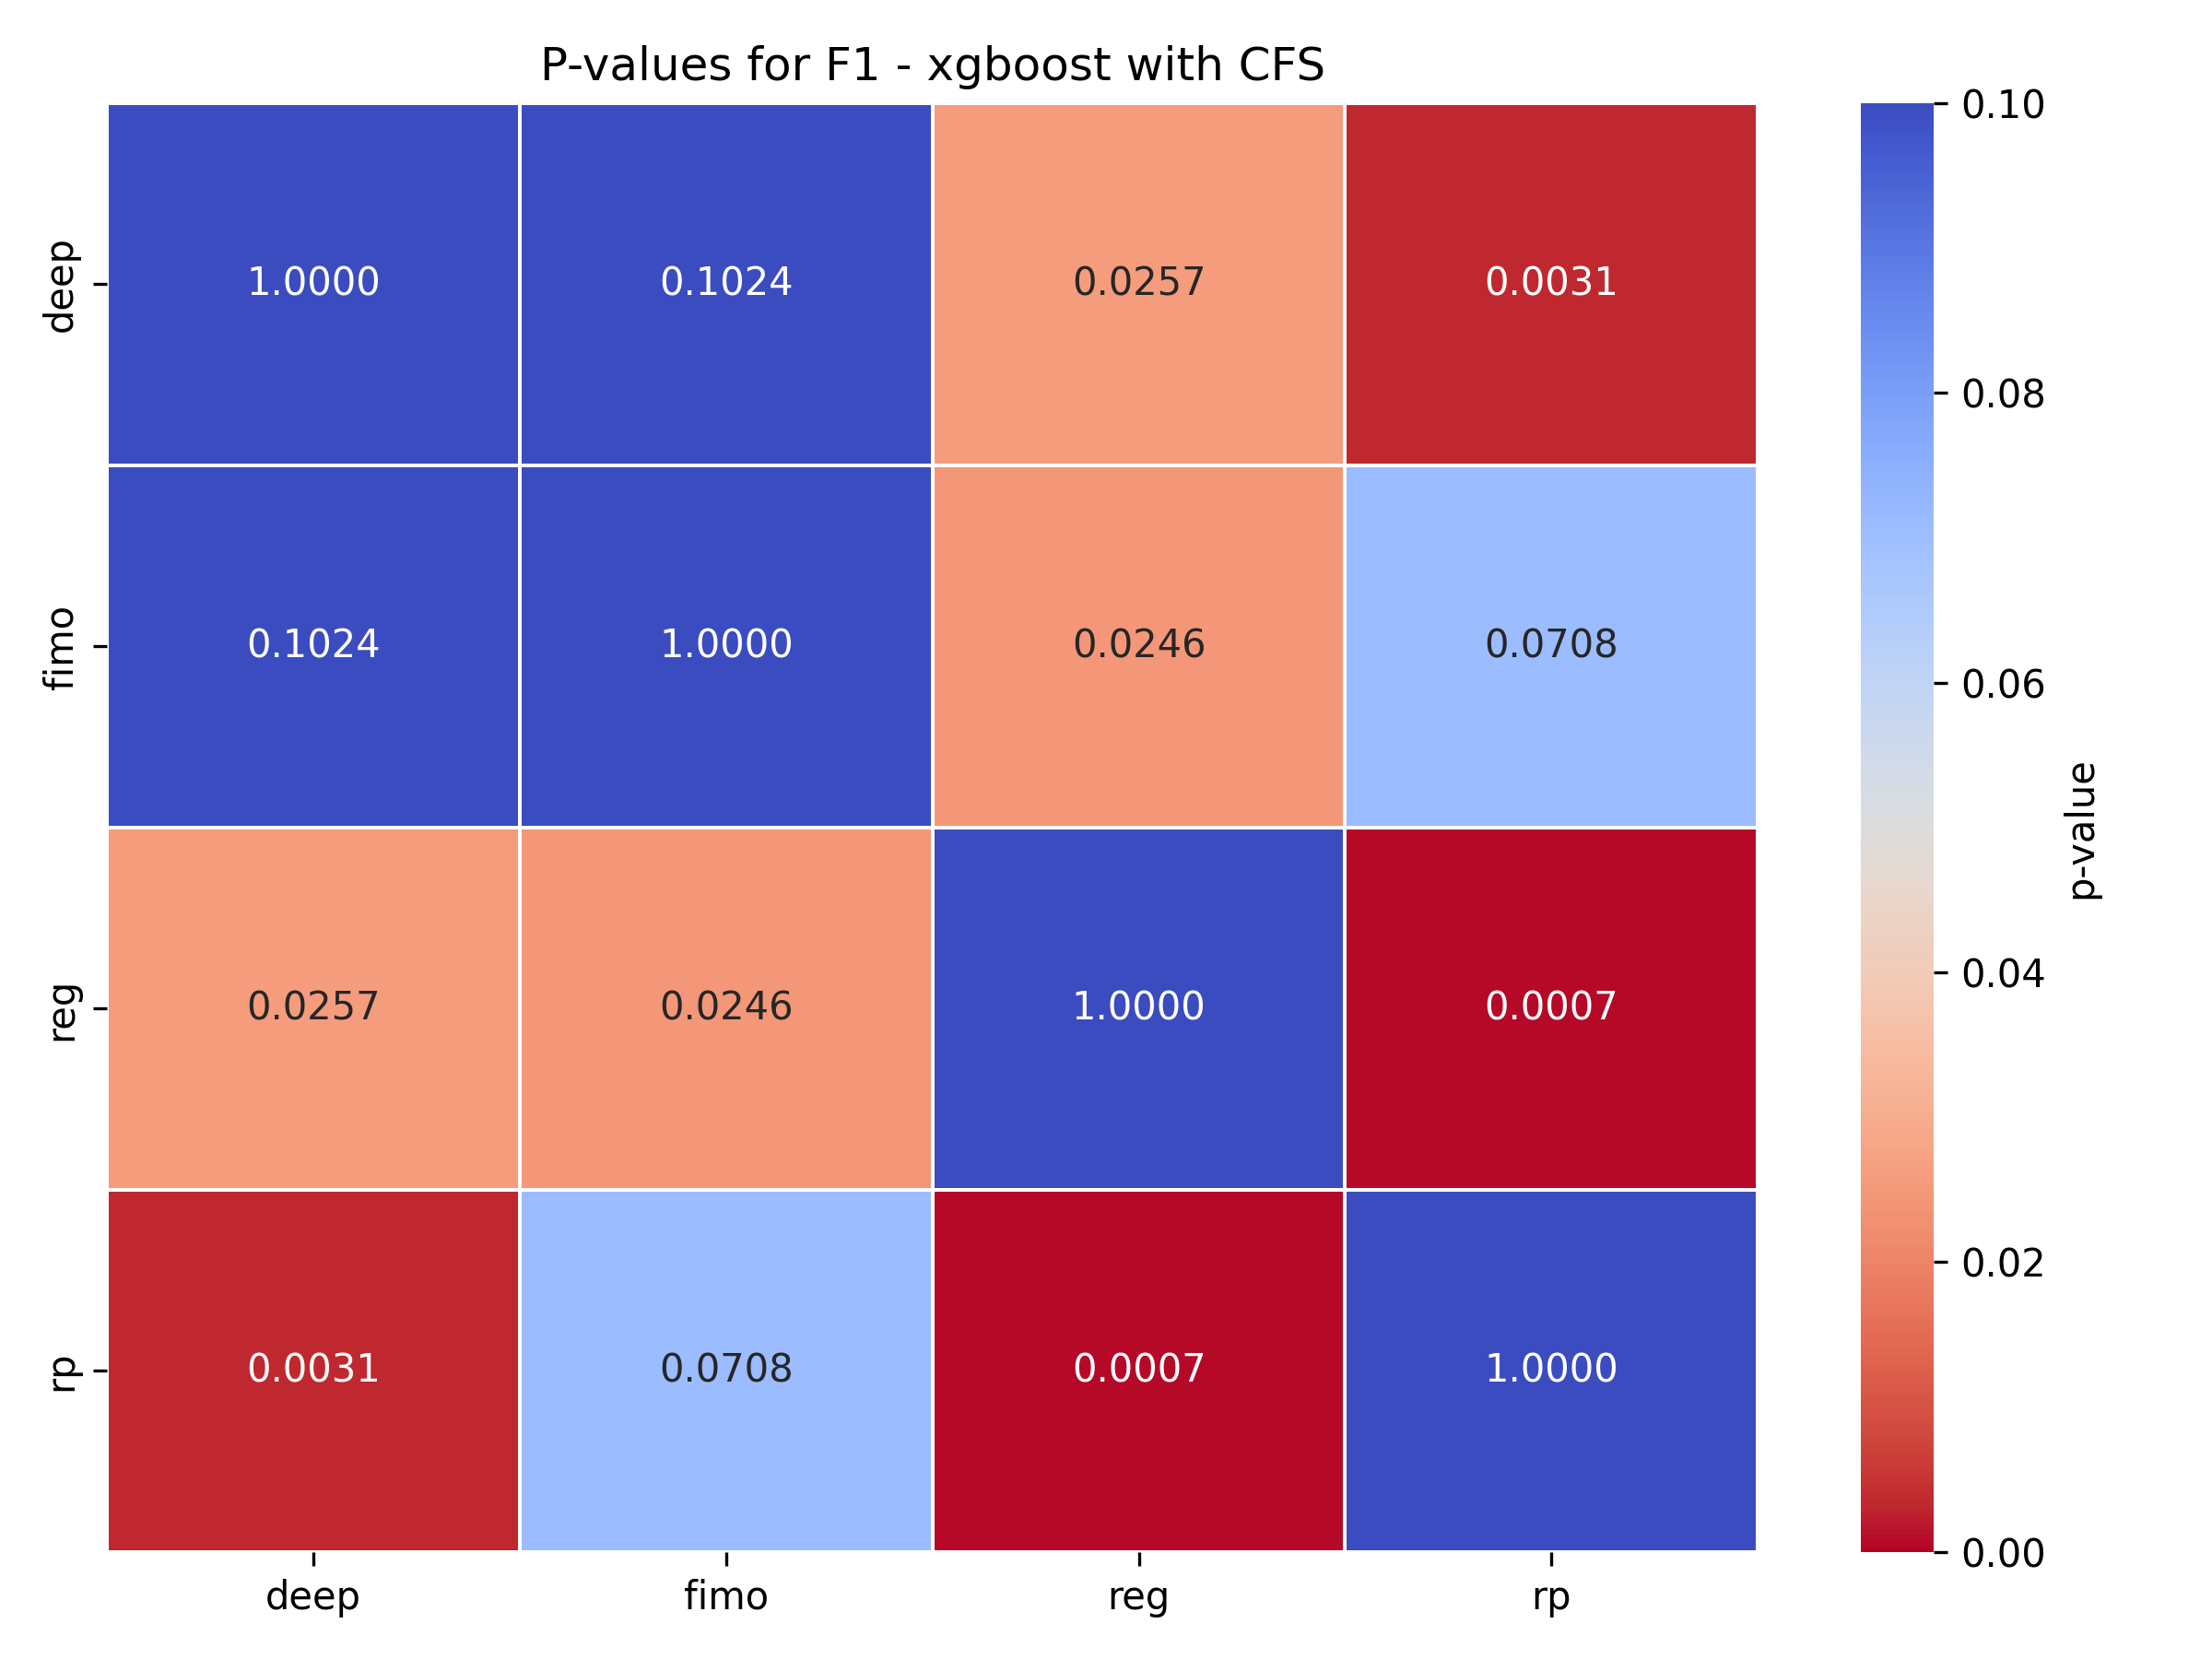 P-values for F1 - xgboost with CFS
deep
1.0000 0.1024 0.0257 0.0031
fimo
0.1024 1.0000 0.0246 0.0708
reg
0.0257 0.0246 1.0000 0.0007
rp
0.0031 0.0708 0.0007 1.0000
deep fimo reg rp
0.10
0.08
0.06
0.04
0.02
0.00
p-value